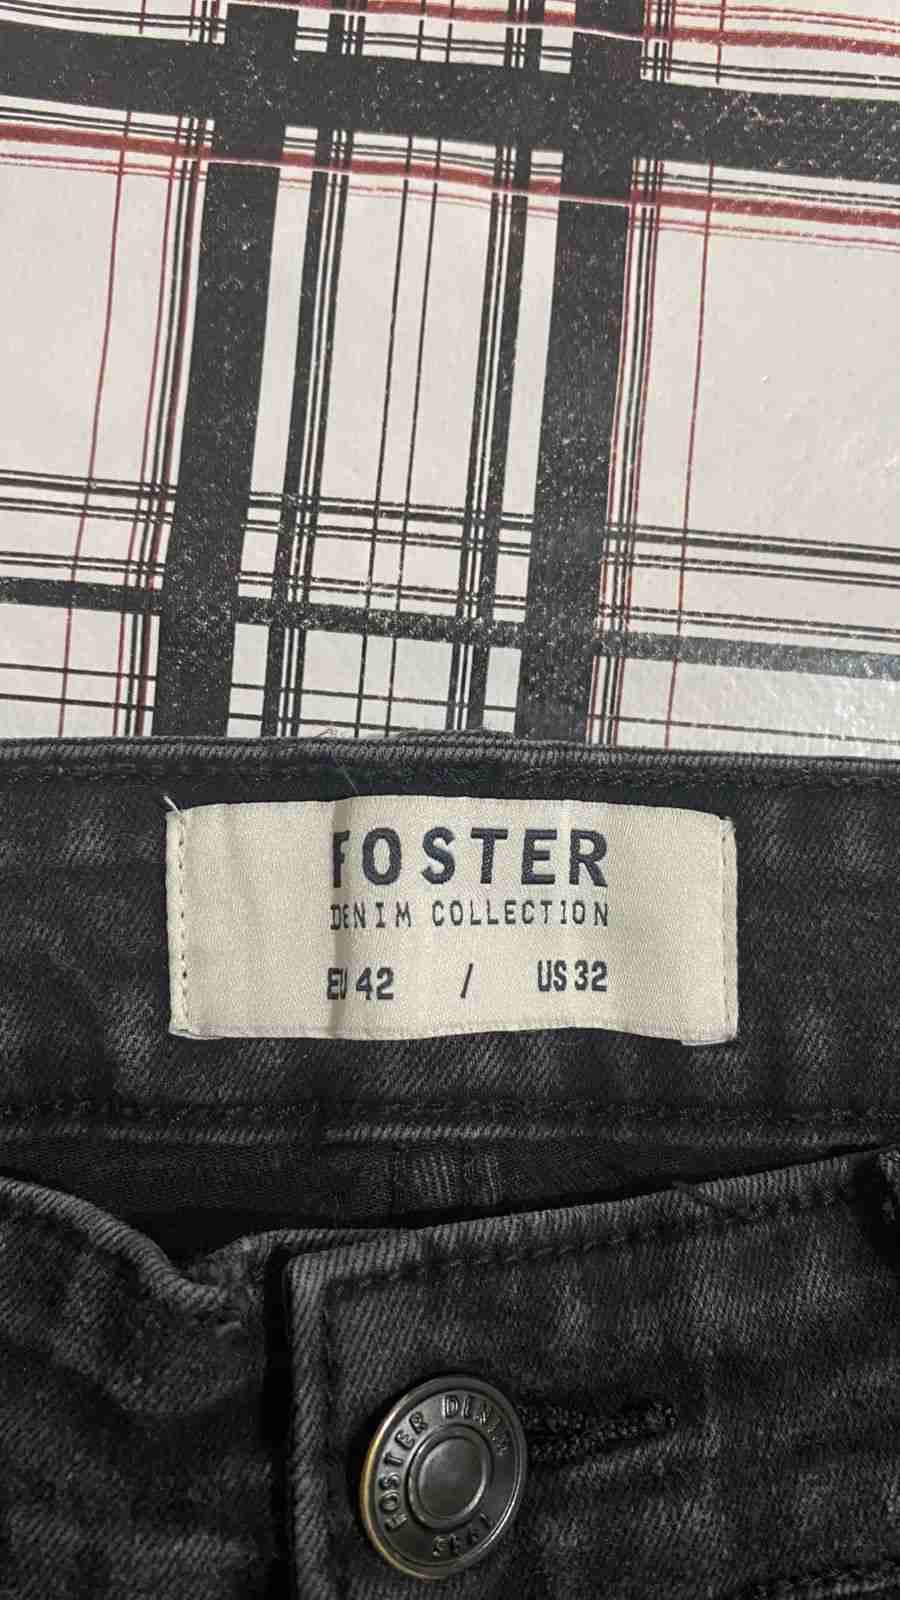 FOSTER
DENIM COLLECTION
EU 42 / US 32
FOSTER DENIM